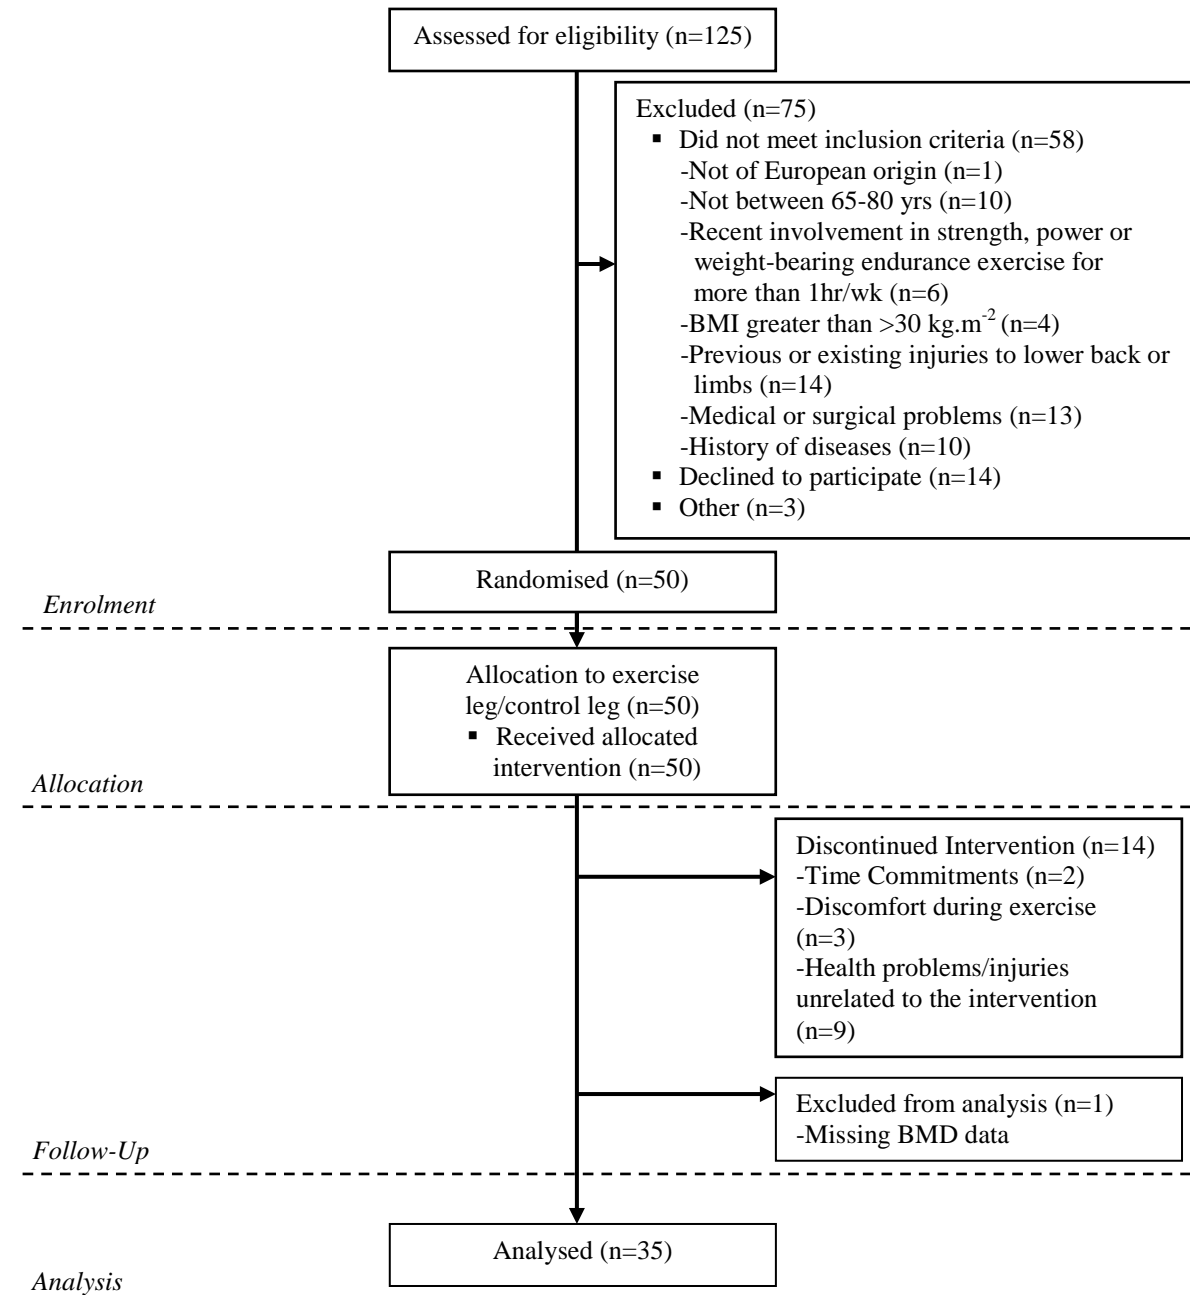 Assessed for eligibility (n=125)
Excluded (n=75)
▪ Did not meet inclusion criteria (n=58)
-Not of European origin (n=1)
-Not between 65-80 yrs (n=10)
-Recent involvement in strength, power or
weight-bearing endurance exercise for
more than 1hr/wk (n=6)
-BMI greater than >30 kg.m-2 (n=4)
-Previous or existing injuries to lower back or
limbs (n=14)
-Medical or surgical problems (n=13)
-History of diseases (n=10)
▪ Declined to participate (n=14)
▪ Other (n=3)
Randomised (n=50)
Enrolment
Allocation to exercise
leg/control leg (n=50)
▪ Received allocated
intervention (n=50)
Allocation
Discontinued Intervention (n=14)
-Time Commitments (n=2)
-Discomfort during exercise
(n=3)
-Health problems/injuries
unrelated to the intervention
(n=9)
Excluded from analysis (n=1)
-Missing BMD data
Follow-Up
Analysed (n=35)
Analysis